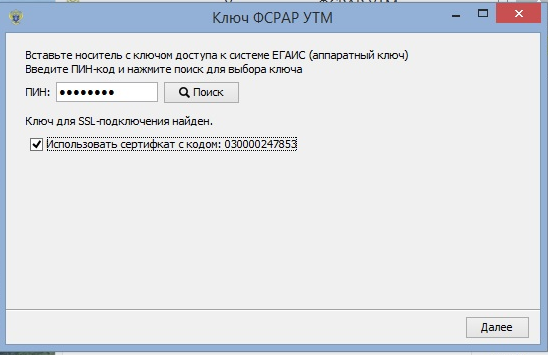 Ключ ФСРАР УТМ
Вставьте носитель с ключом доступа к системе ЕГАИС (аппаратный ключ)
Введите ПИН-код и нажмите поиск для выбора ключа
ПИН: •••••••• Поиск
Ключ для SSL-подключения найден.
Использовать сертифкат с кодом: 030000247853
Далее